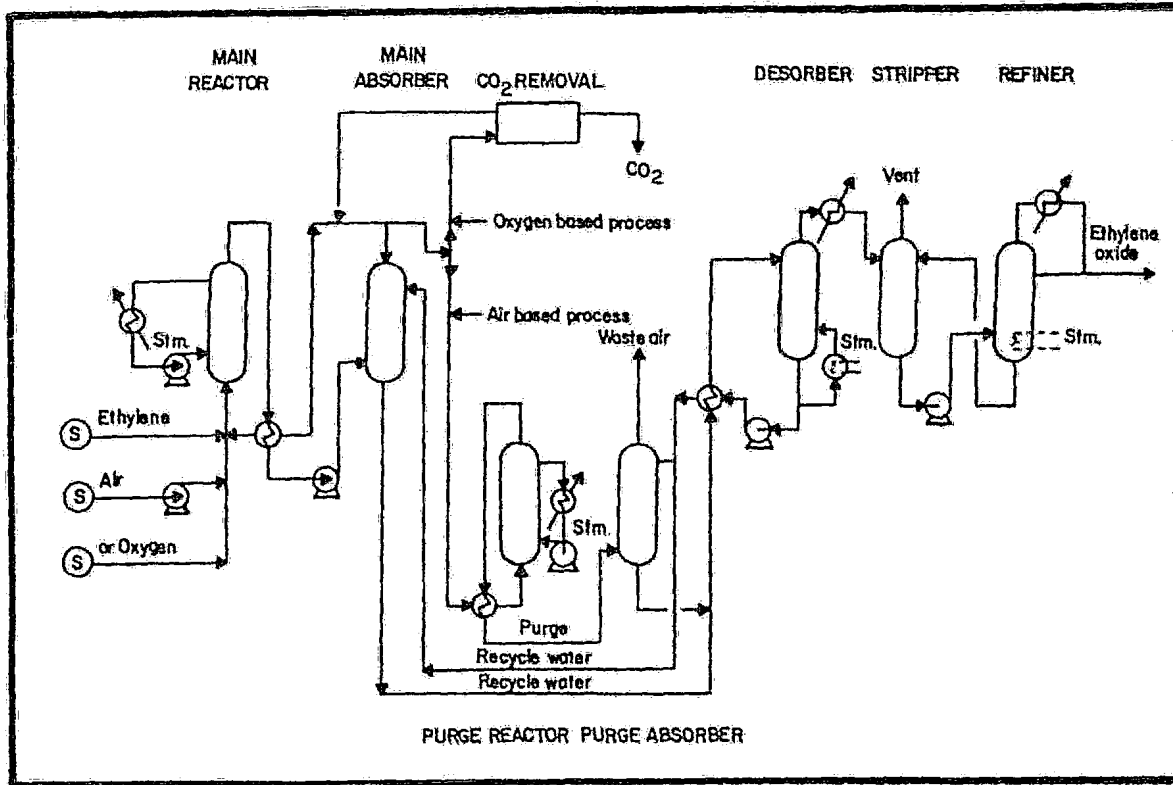 MAIN
REACTOR
MAIN
ABSORBER
CO2 REMOVAL
DESORBER
STRIPPER
REFINER
CO2
Vent
Oxygen based process
Ethylene
oxide
Stm.
Air based process
Waste air
Stm.
Stm.
Ethylene
S
Air
S
Stm.
or Oxygen
S
Purge
Recycle water
Recycle water
PURGE REACTOR PURGE ABSORBER